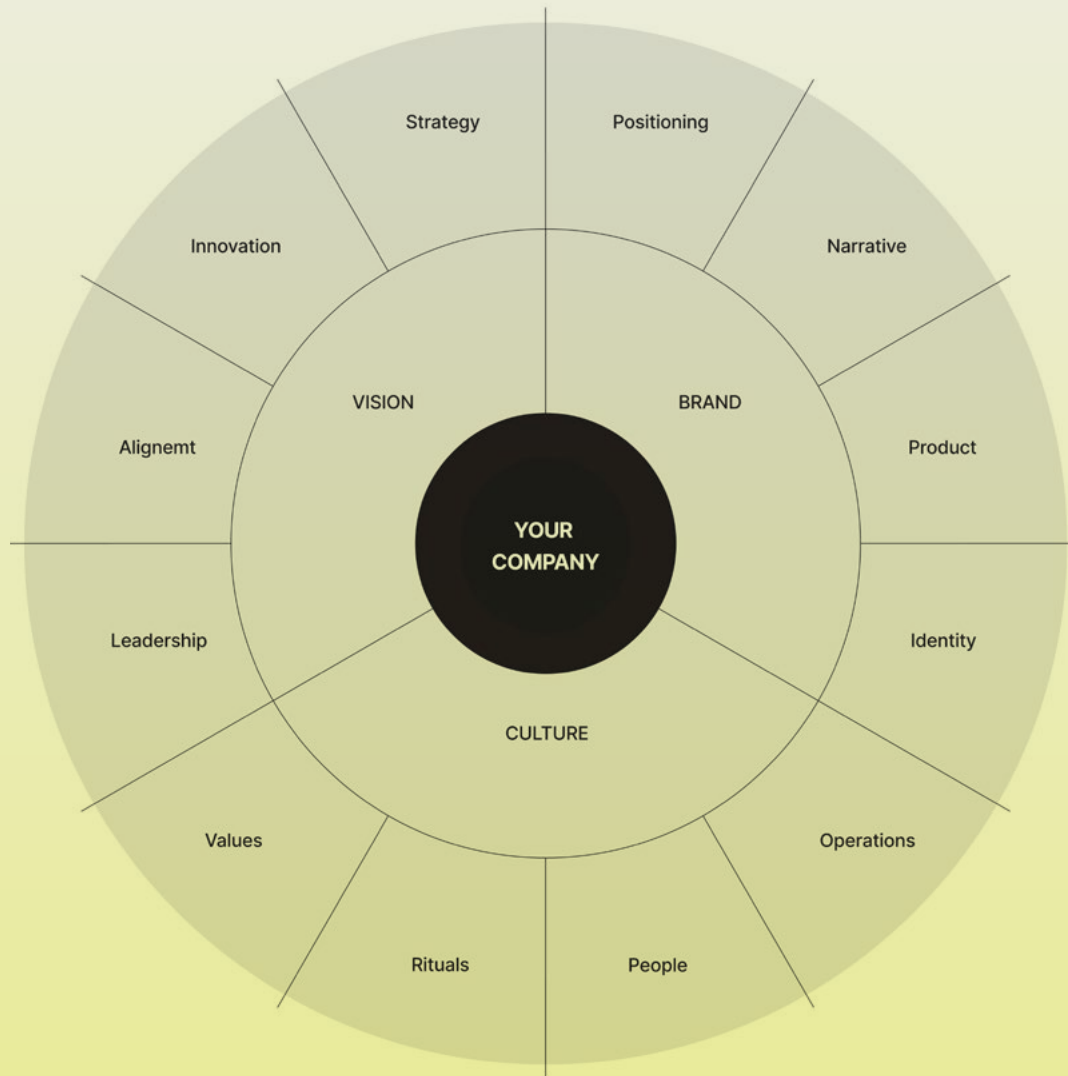 Strategy
Positioning
Innovation
Narrative
VISION
BRAND
Alignemt
Product
YOUR
COMPANY
Leadership
Identity
CULTURE
Values
Operations
Rituals
People